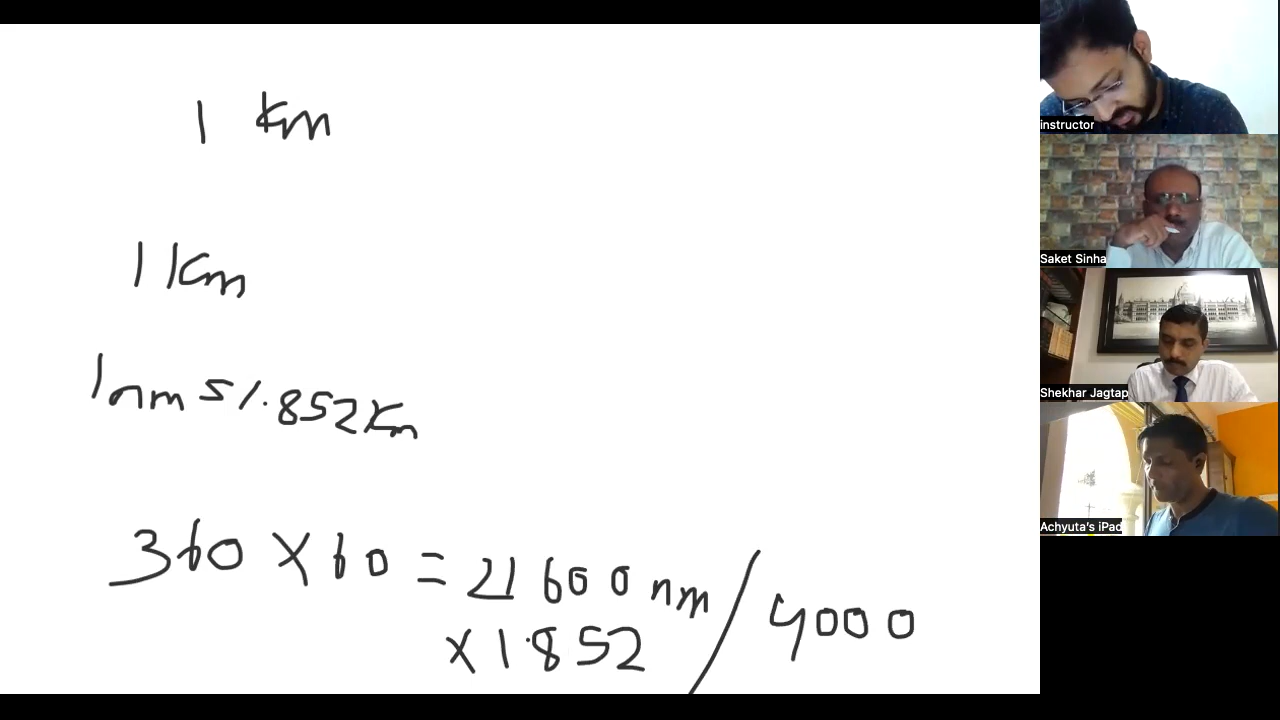 1 Km
1 Km
1nm = 1.852 Km
360 X 60 = 21600 nm / 4000
X 1.852
instructor
Saket Sinha
Shekhar Jagtap
Achyuta's iPad